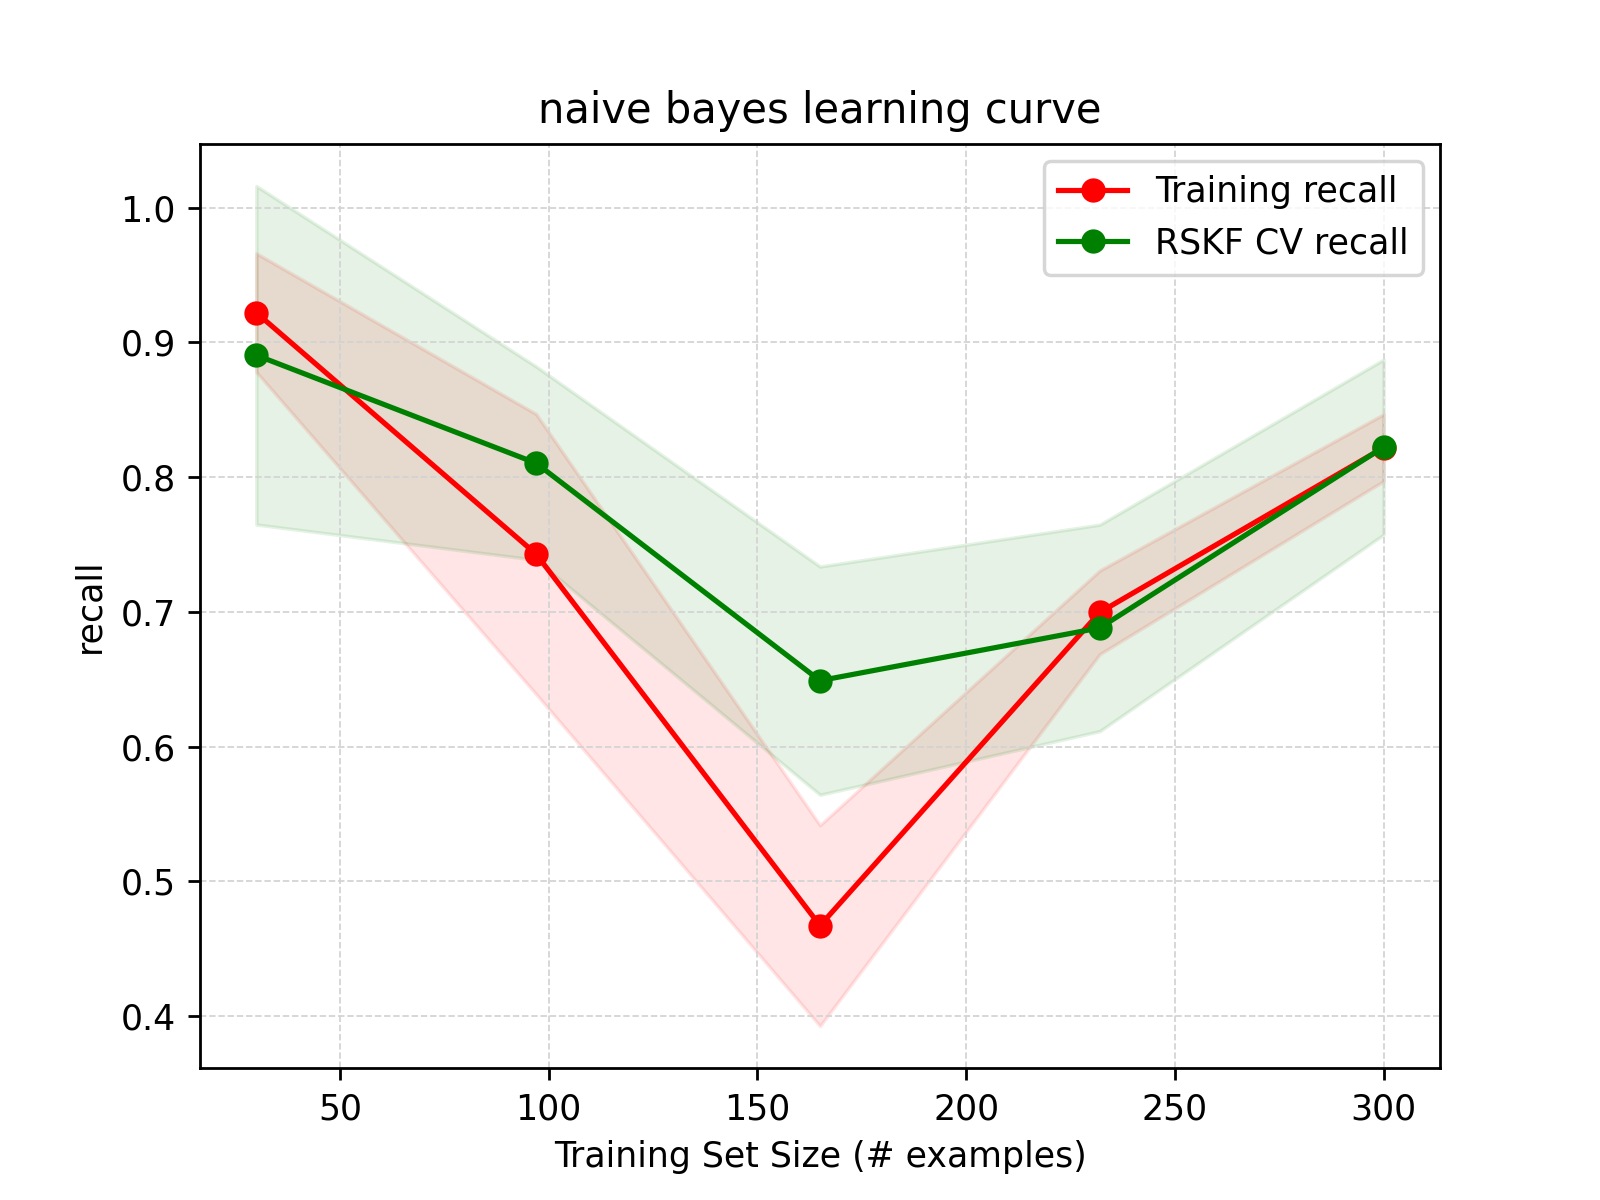 naive bayes learning curve
Training recall
RSKF CV recall
1.0
0.9
0.8
0.7
0.6
0.5
0.4
recall
50 100 150 200 250 300
Training Set Size (# examples)